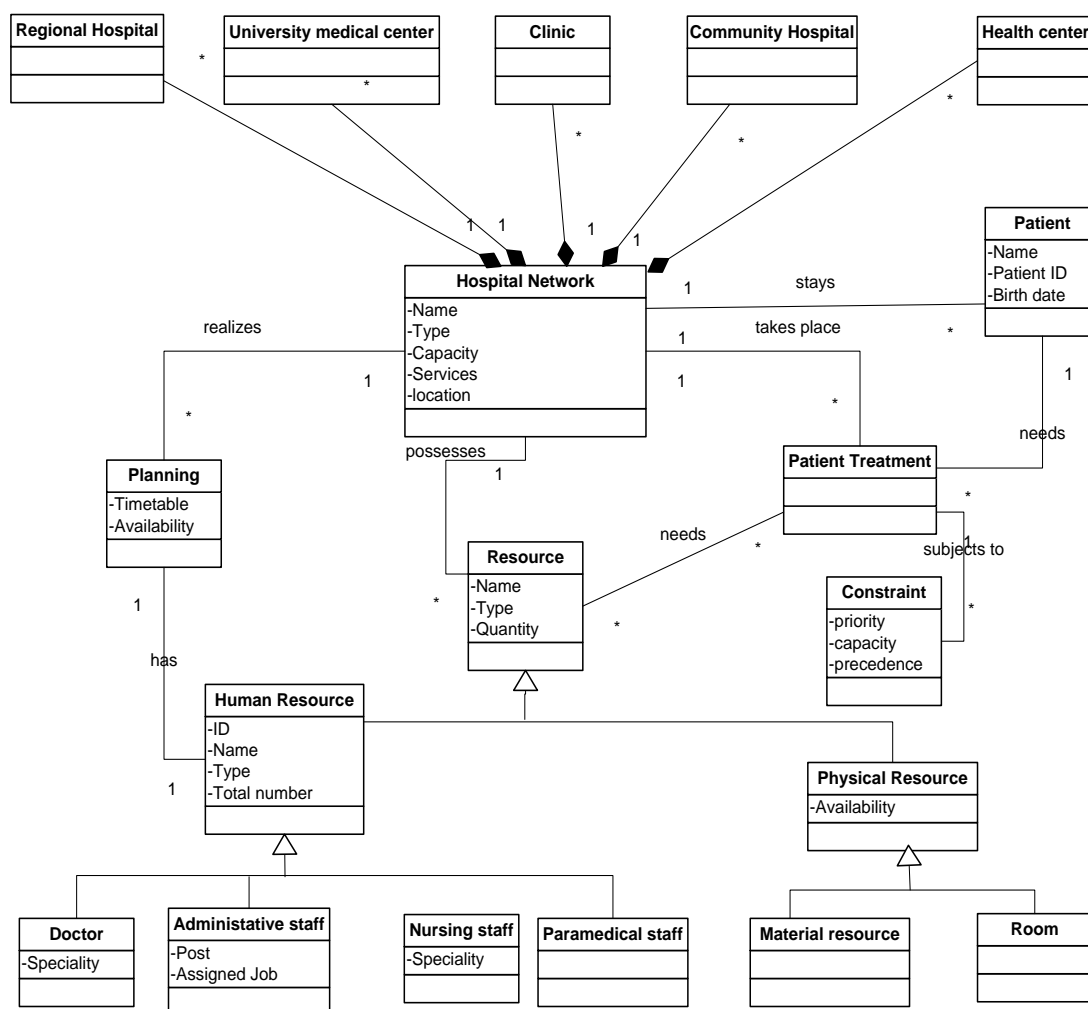 Regional Hospital
University medical center
Clinic
Community Hospital
Health center
*
*
*
*
*
1
1
1
1
1
Patient
-Name
-Patient ID
-Birth date
Hospital Network
-Name
-Type
-Capacity
-Services
-location
stays
1
*
takes place
1
1
*
realizes
1
*
1
needs
*
possesses
1
*
Planning
-Timetable
-Availability
Patient Treatment
needs
*
*
subjects to
1
*
Resource
-Name
-Type
-Quantity
Constraint
-priority
-capacity
-precedence
1
has
1
Human Resource
-ID
-Name
-Type
-Total number
Physical Resource
-Availability
Doctor
-Speciality
Administative staff
-Post
-Assigned Job
Nursing staff
-Speciality
Paramedical staff
Material resource
Room